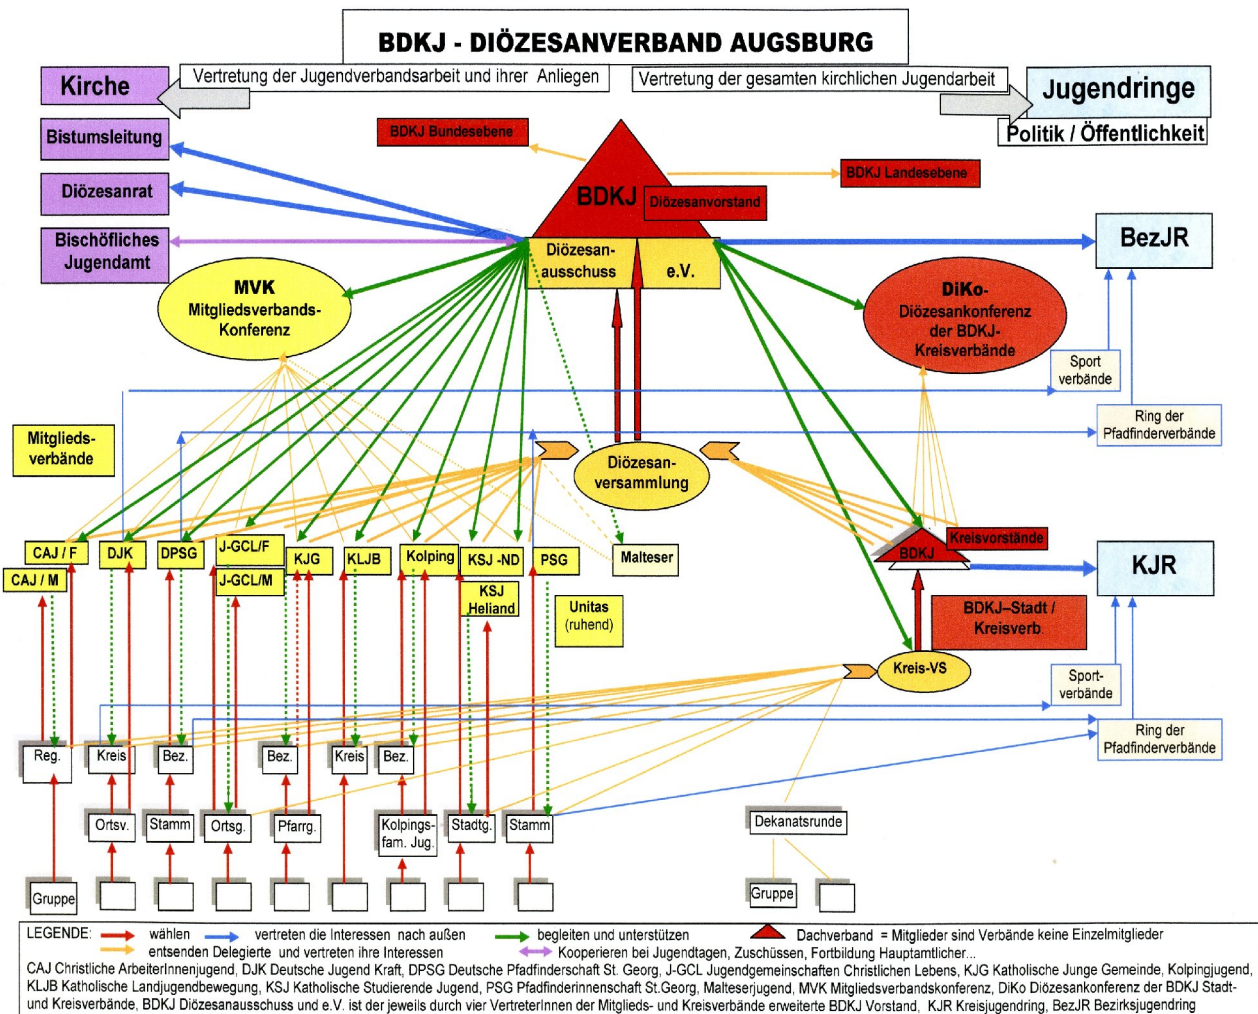 BDKJ - DIÖZESANVERBAND AUGSBURG
Kirche
Vertretung der Jugendverbandsarbeit und ihrer Anliegen
Vertretung der gesamten kirchlichen Jugendarbeit
Jugendringe
Politik / Öffentlichkeit
Bistumsleitung
BDKJ Bundesebene
BDKJ Landesebene
Diözesanrat
BDKJ
Diözesanvorstand
Bischöfliches
Jugendamt
Diözesan-
ausschuss
e.V.
BezJR
MVK
Mitgliedsverbands-
Konferenz
DiKo-
Diözesankonferenz
der BDKJ-
Kreisverbände
Sport
verbände
Ring der
Pfadfinderverbände
Mitglieds-
verbände
Diözesan-
versammlung
CAJ / F
DJK
DPSG
J-GCL/F
KJG
KLJB
Kolping
KSJ -ND
PSG
Malteser
CAJ / M
J-GCL/M
KSJ
Heliand
Unitas
(ruhend)
BDKJ
Kreisvorstände
KJR
BDKJ–Stadt /
Kreisverb
Kreis-VS
Sport-
verbände
Ring der
Pfadfinderverbände
Reg.
Kreis
Bez.
Bez.
Kreis
Bez.
Ortsv.
Stamm
Ortsg.
Pfarrg.
Kolpings-
fam. Jug.
Stadtg.
Stamm
Dekanatsrunde
Gruppe
Gruppe
LEGENDE: wählen vertreten die Interessen nach außen begleiten und unterstützen Dachverband = Mitglieder sind Verbände keine Einzelmitglieder
entsenden Delegierte und vertreten ihre Interessen Kooperieren bei Jugendtagen, Zuschüssen, Fortbildung Hauptamtlicher...
CAJ Christliche ArbeiterInnenjugend, DJK Deutsche Jugend Kraft, DPSG Deutsche Pfadfinderschaft St. Georg, J-GCL Jugendgemeinschaften Christlichen Lebens, KJG Katholische Junge Gemeinde, Kolpingjugend,
KLJB Katholische Landjugendbewegung, KSJ Katholische Studierende Jugend, PSG Pfadfinderinnenschaft St.Georg, Malteserjugend, MVK Mitgliedsverbandskonferenz, DiKo Diözesankonferenz der BDKJ Stadt-
und Kreisverbände, BDKJ Diözesanausschuss und e.V. ist der jeweils durch vier VertreterInnen der Mitglieds- und Kreisverbände erweiterte BDKJ Vorstand, KJR Kreisjugendring, BezJR Bezirksjugendring